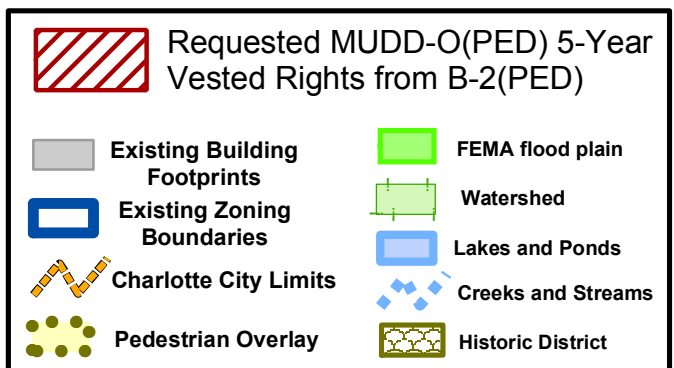 Requested MUDD-O(PED) 5-Year
Vested Rights from B-2(PED)
Existing Building
Footprints
Existing Zoning
Boundaries
Charlotte City Limits
Pedestrian Overlay
FEMA flood plain
Watershed
Lakes and Ponds
Creeks and Streams
Historic District